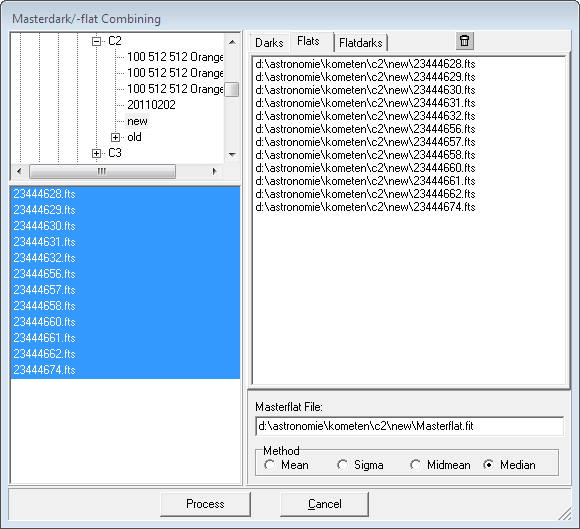 Masterdark/-flat Combining
C2
100 512 512 Orange
100 512 512 Orange
100 512 512 Orange
20110202
new
old
C3
23444628.fts
23444629.fts
23444630.fts
23444631.fts
23444632.fts
23444656.fts
23444657.fts
23444658.fts
23444660.fts
23444661.fts
23444662.fts
23444674.fts
Darks Flats Flatdarks
d:\astronomie\kometen\c2\new\23444628.fts
d:\astronomie\kometen\c2\new\23444629.fts
d:\astronomie\kometen\c2\new\23444630.fts
d:\astronomie\kometen\c2\new\23444631.fts
d:\astronomie\kometen\c2\new\23444632.fts
d:\astronomie\kometen\c2\new\23444656.fts
d:\astronomie\kometen\c2\new\23444657.fts
d:\astronomie\kometen\c2\new\23444658.fts
d:\astronomie\kometen\c2\new\23444660.fts
d:\astronomie\kometen\c2\new\23444661.fts
d:\astronomie\kometen\c2\new\23444662.fts
d:\astronomie\kometen\c2\new\23444674.fts
Masterflat File:
d:\astronomie\kometen\c2\new\Masterflat.fit
Method
Mean Sigma Midmean Median
Process Cancel